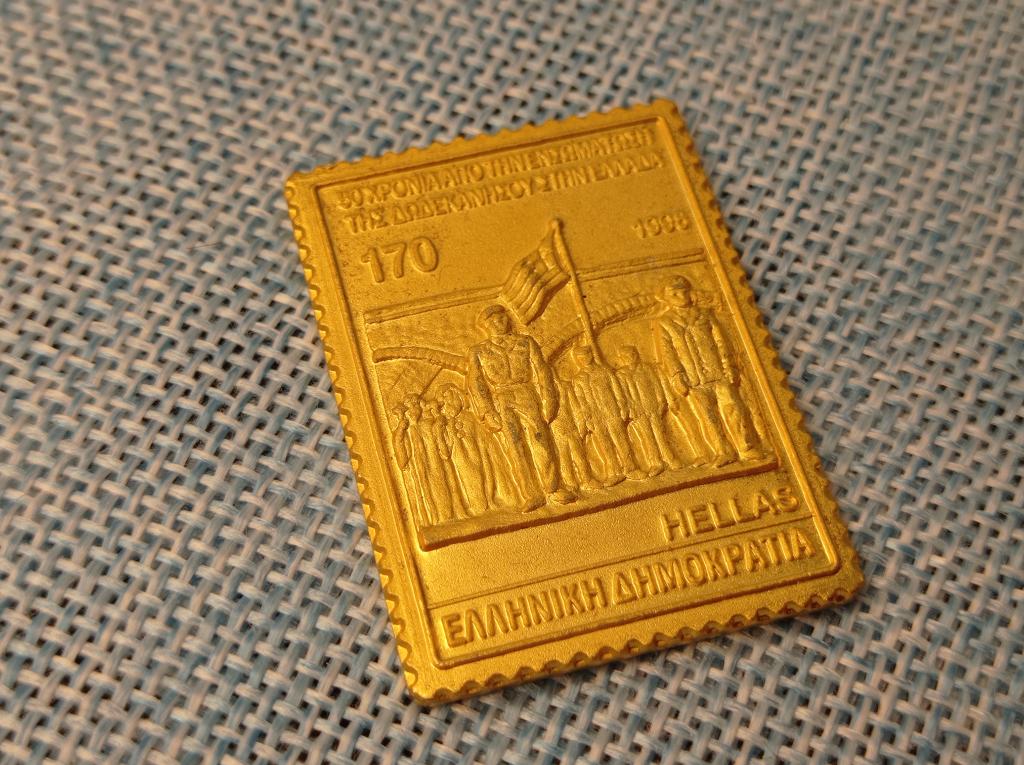 50 ΧΡΟΝΙΑ ΑΠΟ ΤΗΝ ΕΝΣΩΜΑΤΩΣΗ
ΤΗΣ ΔΩΔΕΚΑΝΗΣΟΥ ΣΤΗΝ ΕΛΛΑΔΑ
170
1998
HELLAS
ΕΛΛΗΝΙΚΗ ΔΗΜΟΚΡΑΤΙΑ